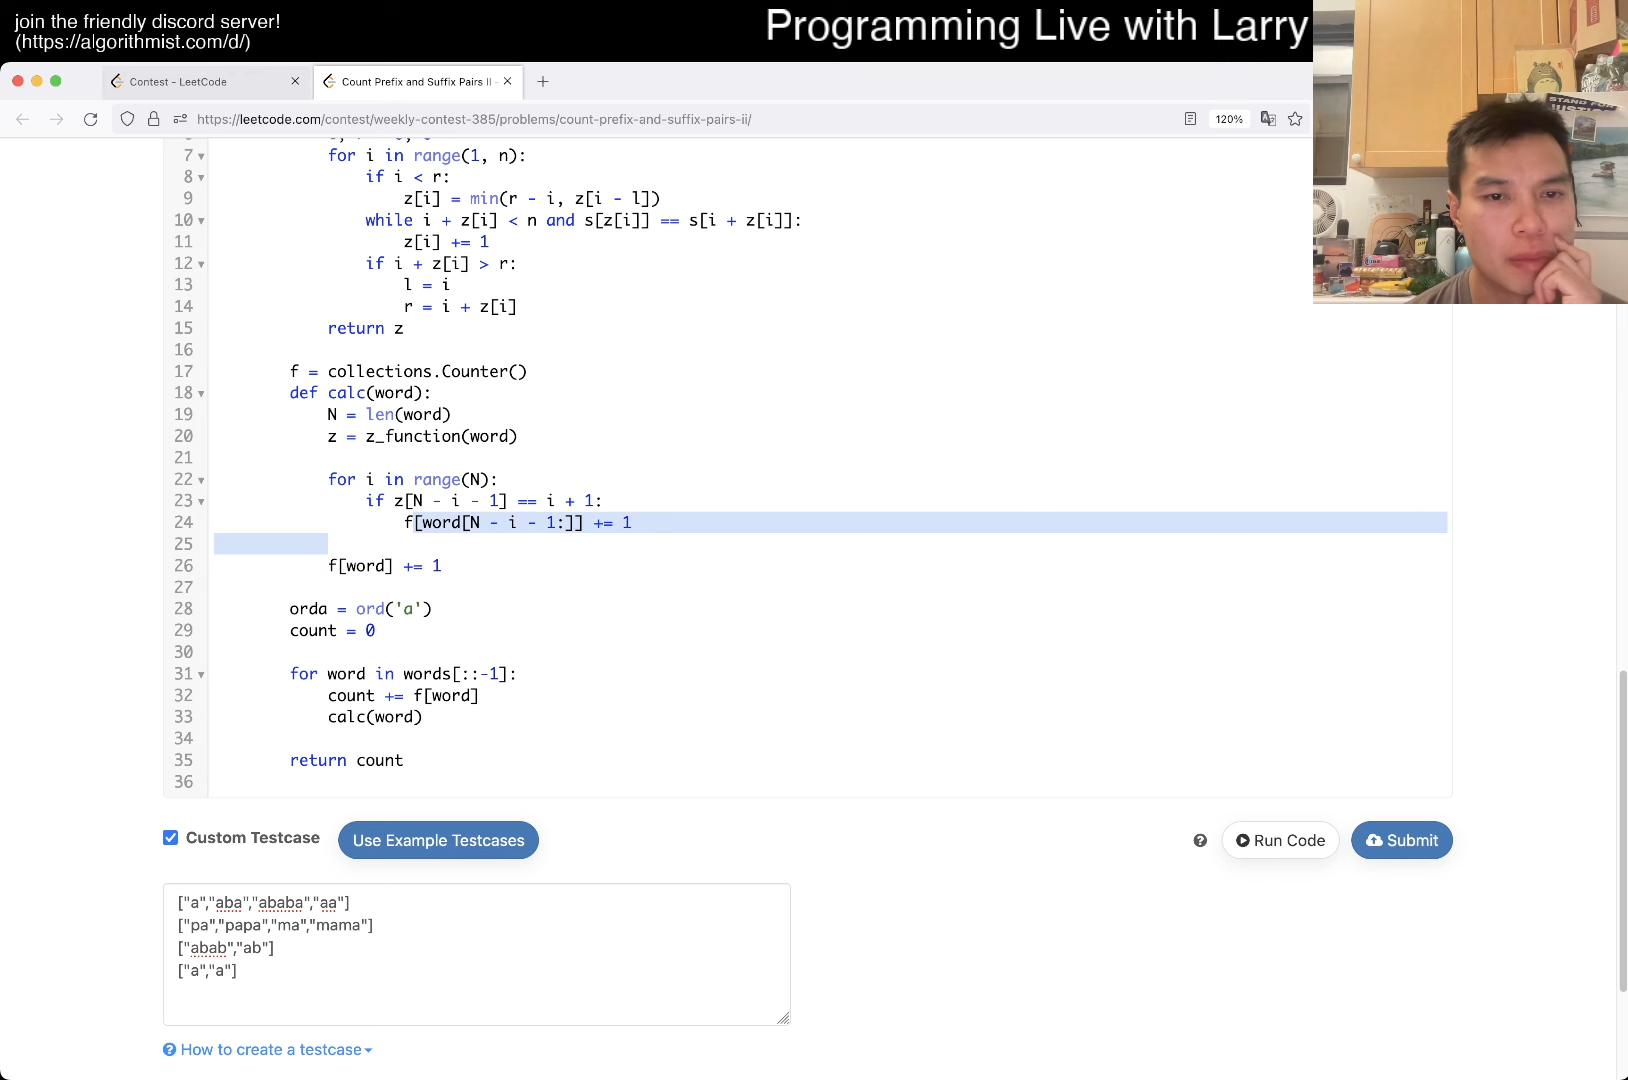 join the friendly discord server!
(https://algorithmist.com/d/)
Programming Live with Larry
Contest - LeetCode
Count Prefix and Suffix Pairs II -
https://leetcode.com/contest/weekly-contest-385/problems/count-prefix-and-suffix-pairs-ii/
120%
STAND FOR
7 for i in range(1, n):
8 if i < r:
9 z[i] = min(r - i, z[i - l])
10 while i + z[i] < n and s[z[i]] == s[i + z[i]]:
11 z[i] += 1
12 if i + z[i] > r:
13 l = i
14 r = i + z[i]
15 return z
16
17 f = collections.Counter()
18 def calc(word):
19 N = len(word)
20 z = z_function(word)
21
22 for i in range(N):
23 if z[N - i - 1] == i + 1:
24 f[word[N - i - 1:]] += 1
25
26 f[word] += 1
27
28 orda = ord('a')
29 count = 0
30
31 for word in words[::-1]:
32 count += f[word]
33 calc(word)
34
35 return count
36
Custom Testcase
Use Example Testcases
Run Code
Submit
["a","aba","ababa","aa"]
["pa","papa","ma","mama"]
["abab","ab"]
["a","a"]
How to create a testcase